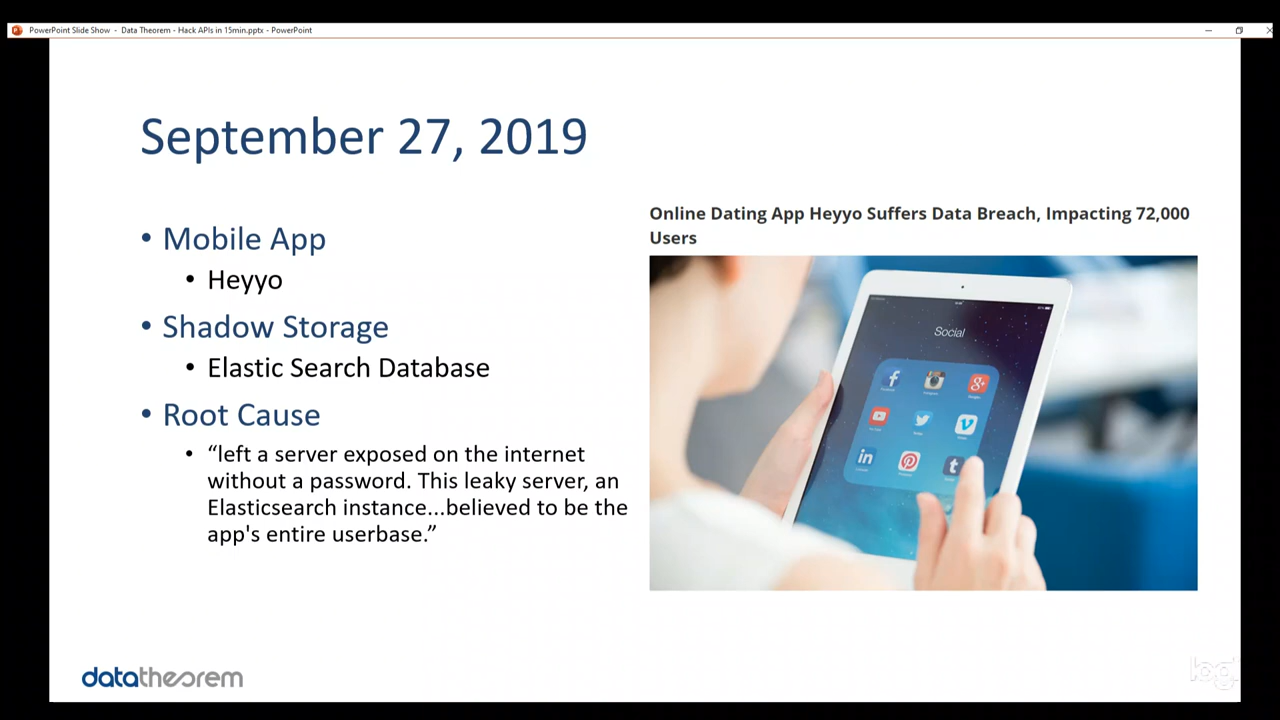 PowerPoint Slide Show - Data Theorem - Hack APIs in 15min.pptx - PowerPoint
September 27, 2019
• Mobile App
• Heyyo
• Shadow Storage
• Elastic Search Database
• Root Cause
• “left a server exposed on the internet
without a password. This leaky server, an
Elasticsearch instance...believed to be the
app's entire userbase.”
Online Dating App Heyyo Suffers Data Breach, Impacting 72,000
Users
Social
datatheorem